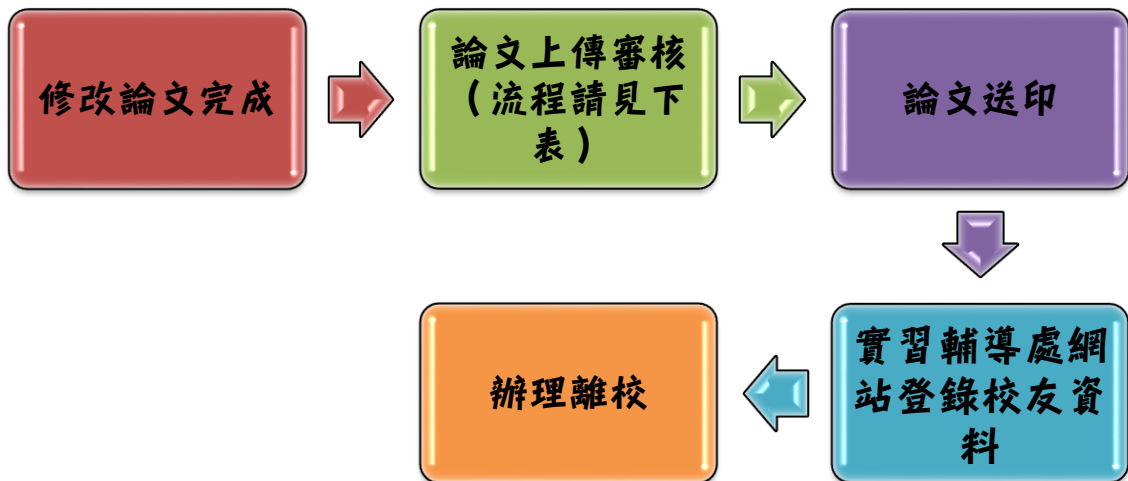 修改論文完成
論文上傳審核
（流程請見下
表）
論文送印
實習輔導處網
站登錄校友資
料
辦理離校